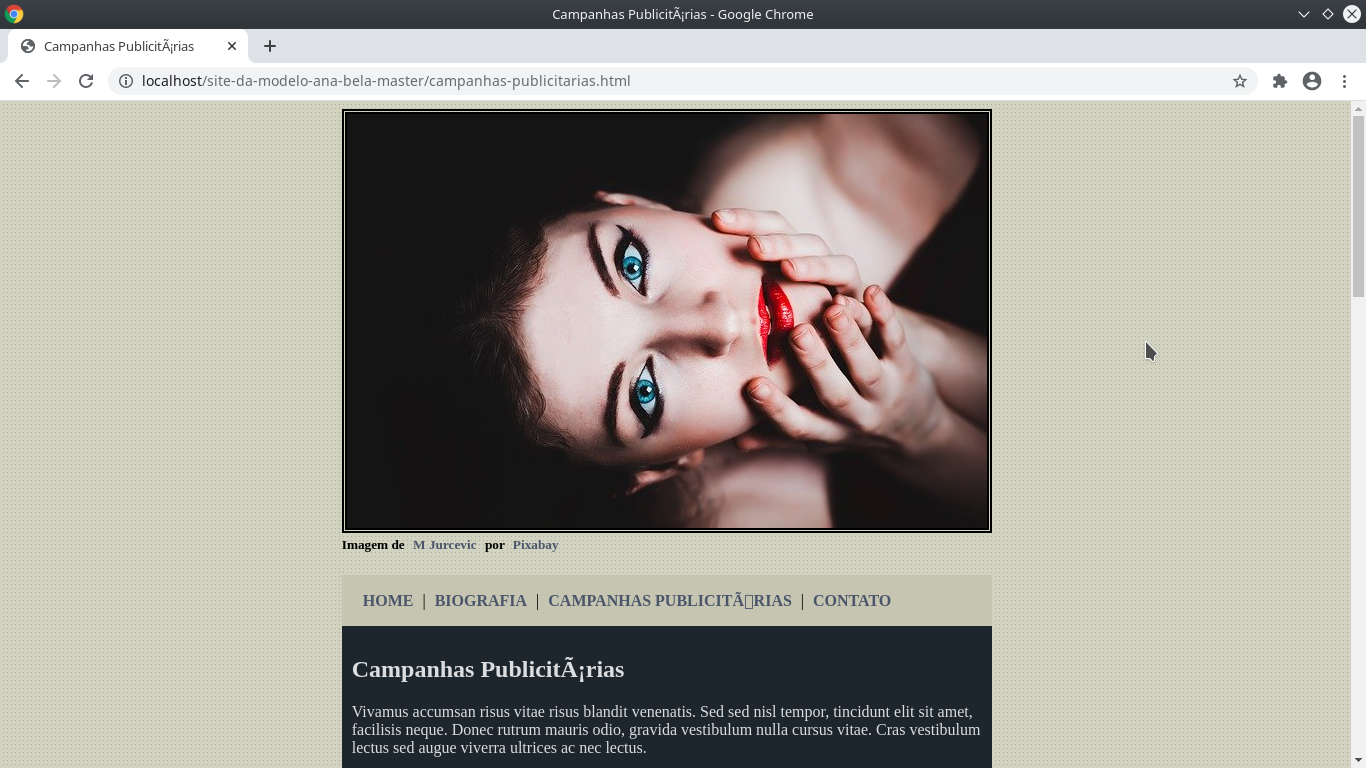 Campanhas PublicitÃ¡rias - Google Chrome
Campanhas PublicitÃ¡rias
localhost/site-da-modelo-ana-bela-master/campanhas-publicitarias.html
Imagem de M Jurcevic por Pixabay
HOME | BIOGRAFIA | CAMPANHAS PUBLICITÃ□RIAS | CONTATO
Campanhas PublicitÃ¡rias
Vivamus accumsan risus vitae risus blandit venenatis. Sed sed nisl tempor, tincidunt elit sit amet,
facilisis neque. Donec rutrum mauris odio, gravida vestibulum nulla cursus vitae. Cras vestibulum
lectus sed augue viverra ultrices ac nec lectus.